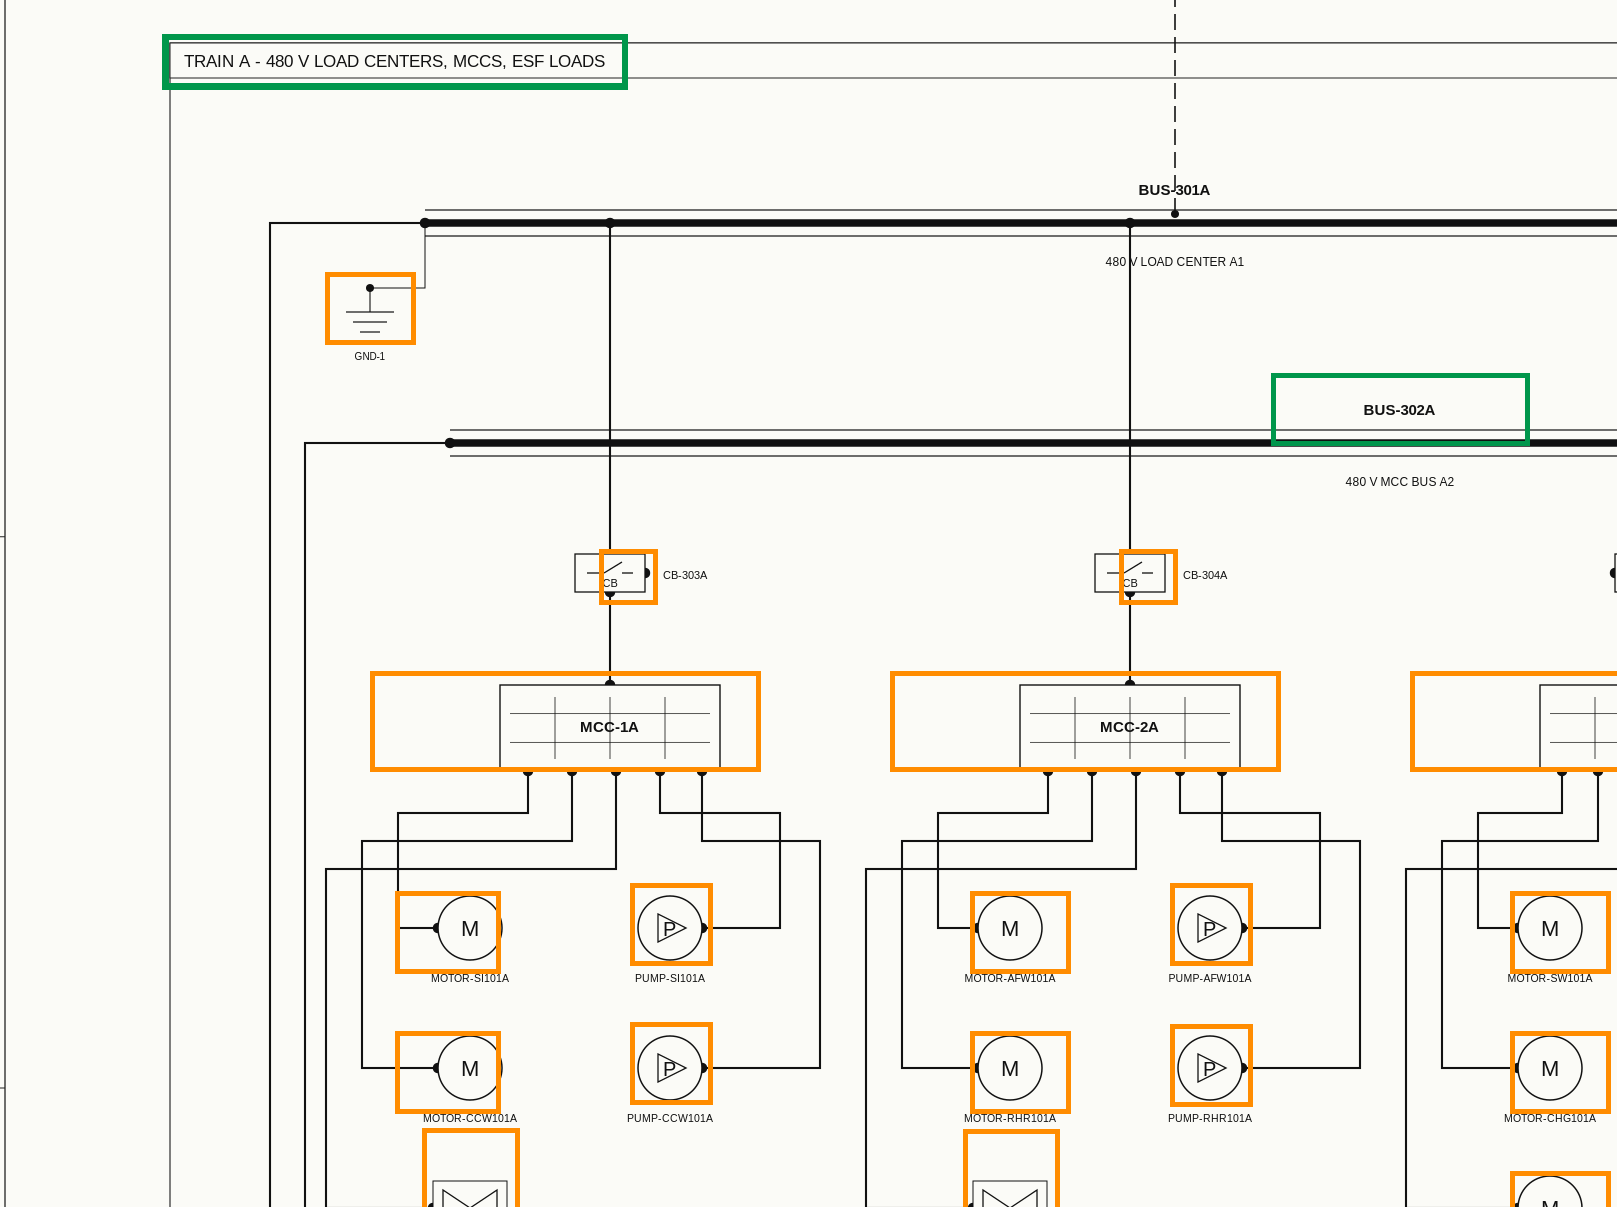 TRAIN A - 480 V LOAD CENTERS, MCCS, ESF LOADS
BUS-301A
480 V LOAD CENTER A1
GND-1
BUS-302A
480 V MCC BUS A2
CB
CB-303A
CB
CB-304A
MCC-1A
MCC-2A
M
P
M
P
M
MOTOR-SI101A
PUMP-SI101A
MOTOR-AFW101A
PUMP-AFW101A
MOTOR-SW101A
M
P
M
P
M
MOTOR-CCW101A
PUMP-CCW101A
MOTOR-RHR101A
PUMP-RHR101A
MOTOR-CHG101A
M